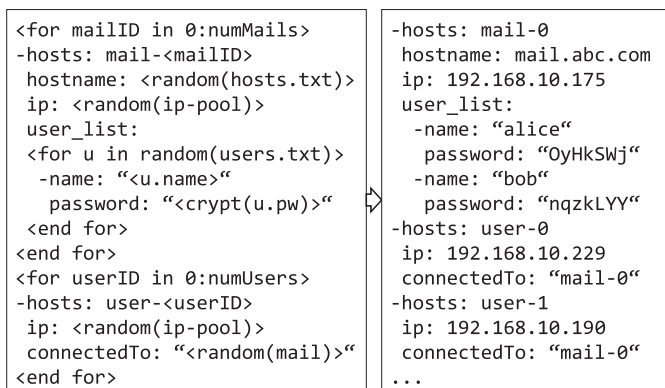 <for mailID in 0:numMails>
-hosts: mail-<mailID>
 hostname: <random(hosts.txt)>
 ip: <random(ip-pool)>
 user_list:
 <for u in random(users.txt)>
  -name: “<u.name>“
   password: “<crypt(u.pw)>“
 <end for>
<end for>
<for userID in 0:numUsers>
-hosts: user-<userID>
 ip: <random(ip-pool)>
 connectedTo: “<random(mail)>“
<end for>
-hosts: mail-0
 hostname: mail.abc.com
 ip: 192.168.10.175
 user_list:
  -name: “alice“
   password: “OyHkSWj“
  -name: “bob“
   password: “nqzkLYY“
-hosts: user-0
 ip: 192.168.10.229
 connectedTo: “mail-0“
-hosts: user-1
 ip: 192.168.10.190
 connectedTo: “mail-0“
...